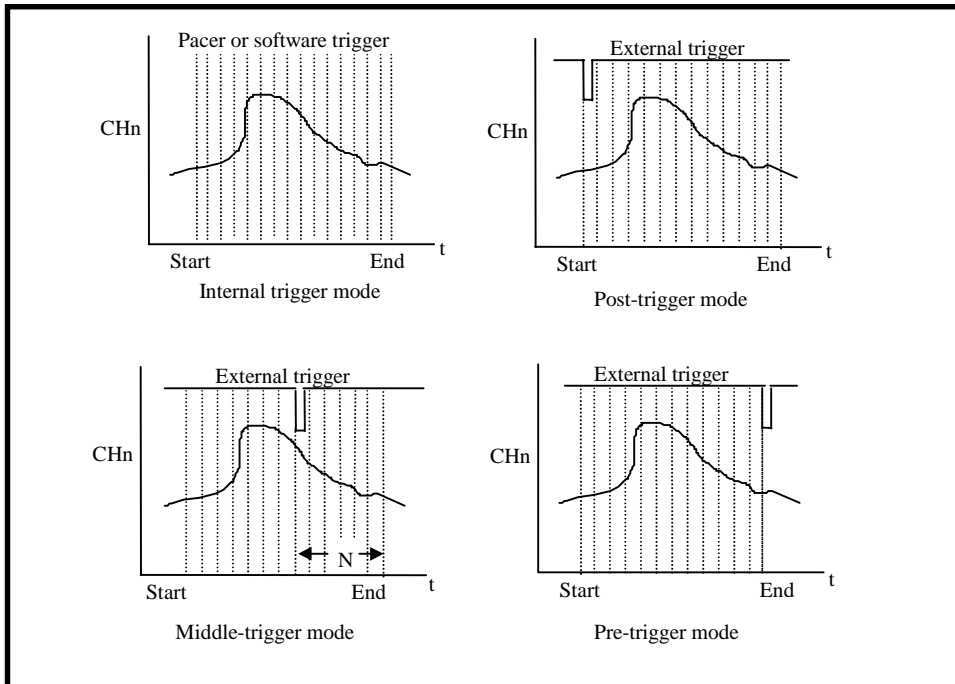 Pacer or software trigger
CHn
t
Start End
Internal trigger mode
External trigger
CHn
t
Start End
Post-trigger mode
External trigger
CHn
N
t
Start End
Middle-trigger mode
External trigger
CHn
t
Start End
Pre-trigger mode